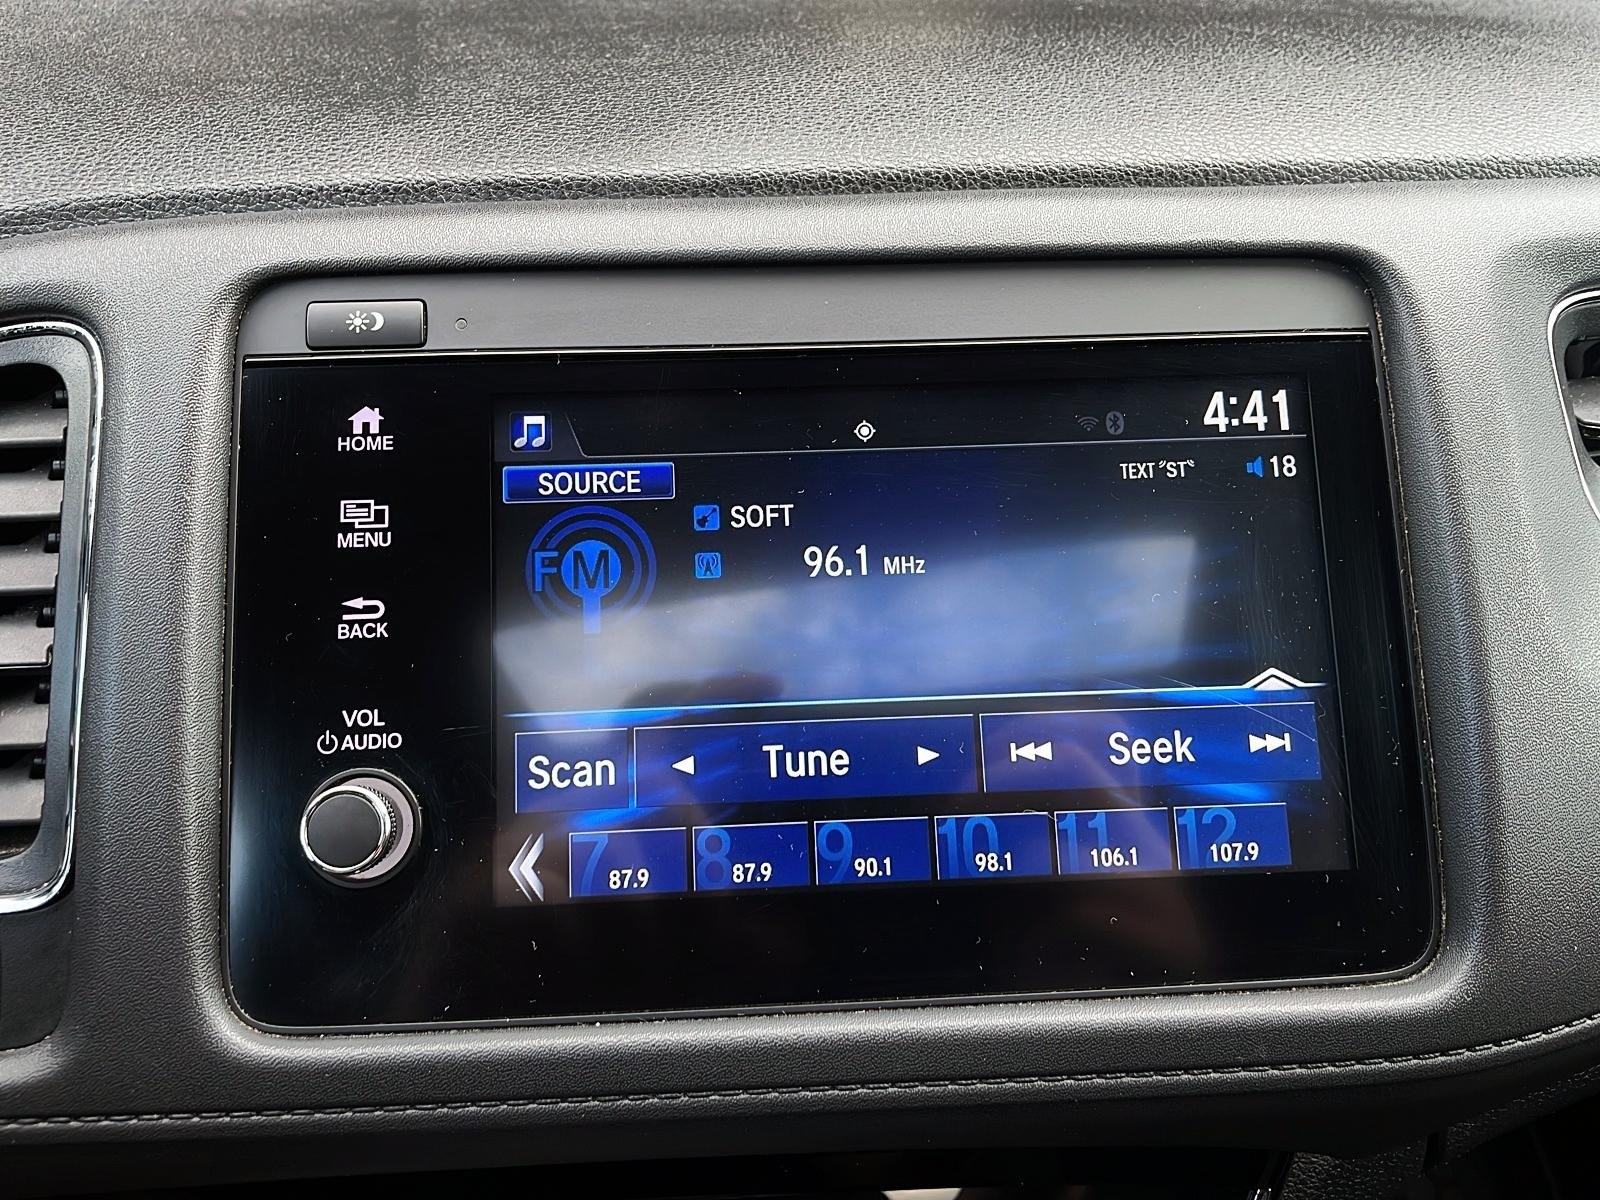 HOME
MENU
BACK
VOL
AUDIO
4:41
TEXT "ST" 18
SOURCE
FM
SOFT
96.1 MHz
Scan Tune Seek
7 8 9 10 11 12
87.9 87.9 90.1 98.1 106.1 107.9